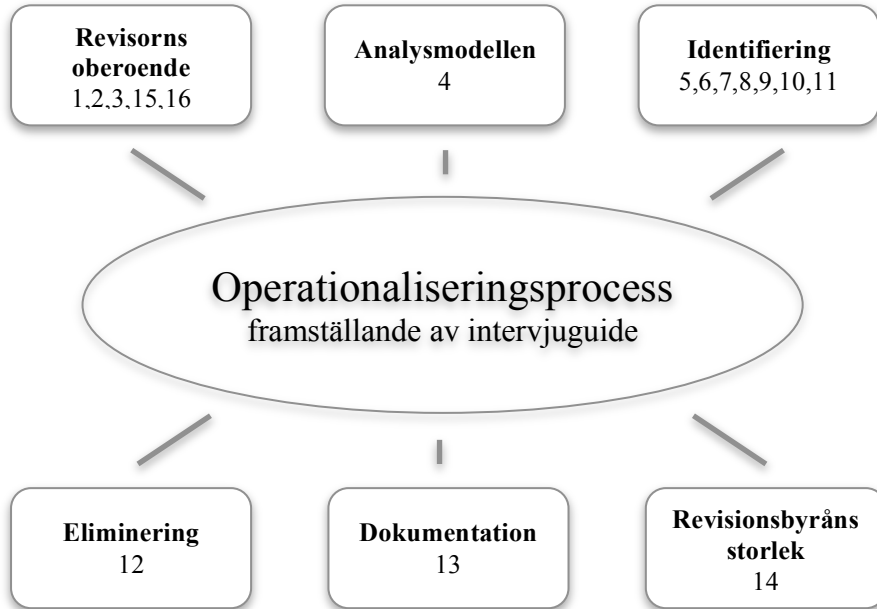 Revisorns
oberoende
1,2,3,15,16
Analysmodellen
4
Identifiering
5,6,7,8,9,10,11
Operationaliseringsprocess
framställande av intervjuguide
Eliminering
12
Dokumentation
13
Revisionsbyråns
storlek
14